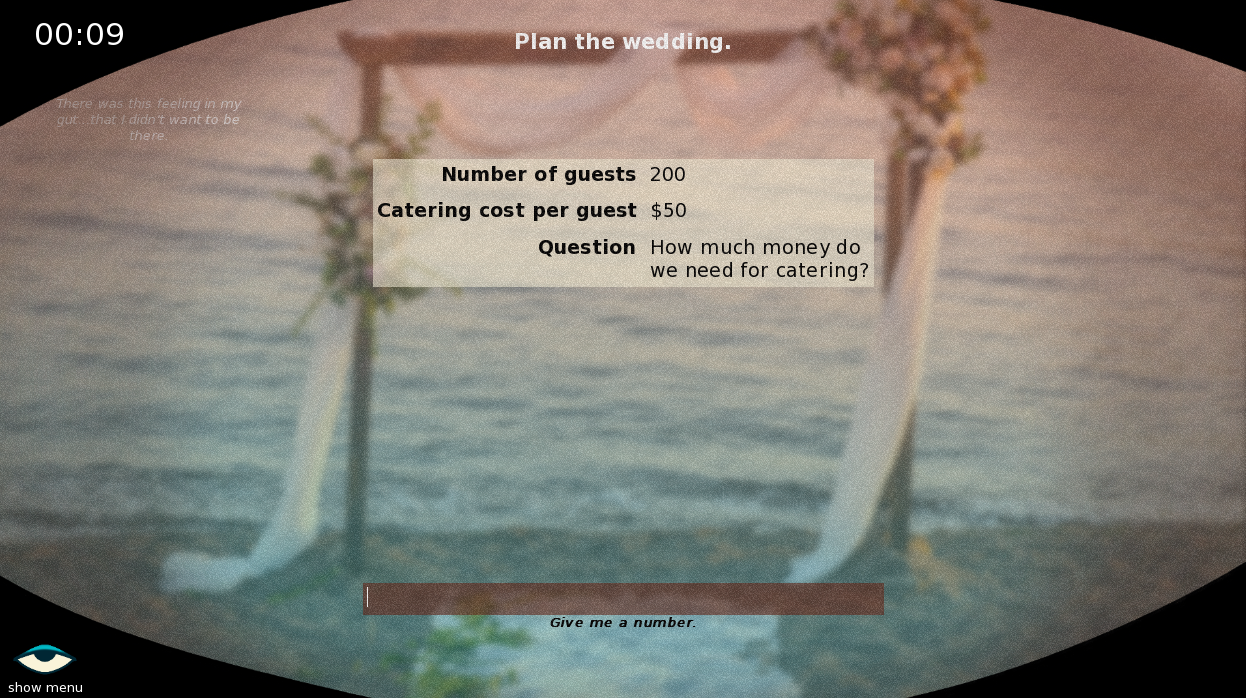 00:09
Plan the wedding.
There was this feeling in my
gut...that I didn't want to be
there.
Number of guests 200
Catering cost per guest $50
Question How much money do
we need for catering?
Give me a number.
show menu